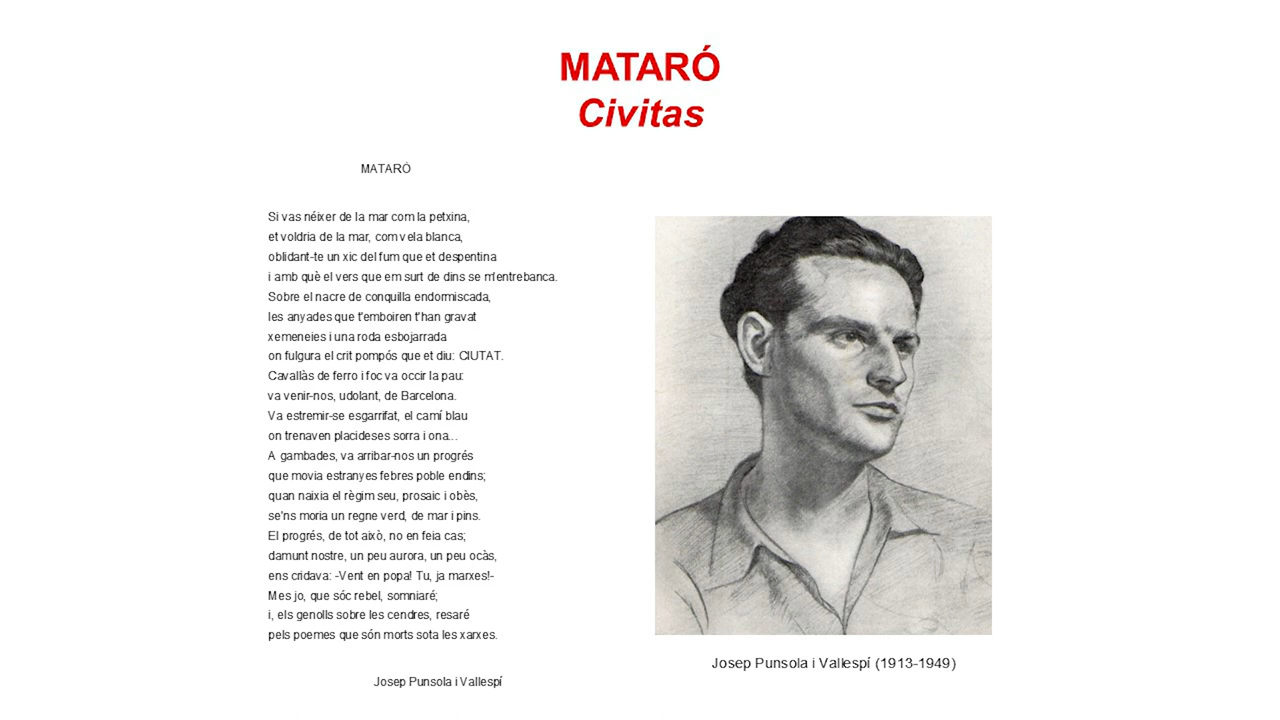 MATARÓ
Civitas
MATARÓ
Si vas néixer de la mar com la petxina,
et voldria de la mar, com vela blanca,
oblidant-te un xic del fum que et despentina
i amb què el vers que em surt de dins se m'entrebanca.
Sobre el nacre de conquilla endormiscada,
les anyades que t'emboiren t'han gravat
xemeneies i una roda esbojarrada
on fulgura el crit pompós que et diu: CIUTAT.
Cavallàs de ferro i foc va occir la pau:
va venir-nos, udolant, de Barcelona.
Va estremir-se esgarrifat, el camí blau
on trenaven placideses sorra i ona...
A gambades, va arribar-nos un progrés
que movia estranyes febres poble endins;
quan naixia el règim seu, prosaic i obès,
se'ns moria un regne verd, de mar i pins.
El progrés, de tot això, no en feia cas;
damunt nostre, un peu aurora, un peu ocàs,
ens cridava: -Vent en popa! Tu, ja marxes!-
Mes jo, que sóc rebel, somniaré;
i, els genolls sobre les cendres, resaré
pels poemes que són morts sota les xarxes.
Josep Punsola i Vallespí
Josep Punsola i Vallespí (1913-1949)